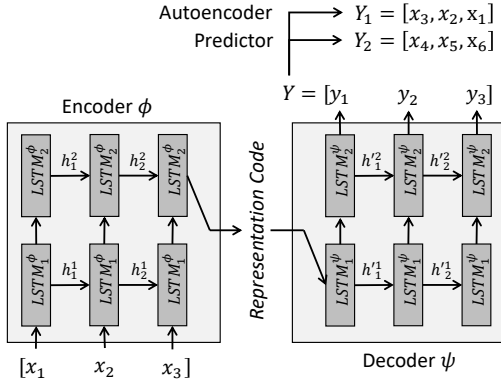 Autoencoder → Y₁ = [x₃, x₂, x₁]
Predictor → Y₂ = [x₄, x₅, x₆]
Encoder ϕ
Y = [y₁ y₂ y₃]
LSTM₂^ϕ h₁² LSTM₂^ϕ h₂² LSTM₂^ϕ
LSTM₁^ϕ h₁¹ LSTM₁^ϕ h₂¹ LSTM₁^ϕ
[x₁ x₂ x₃]
Representation Code
LSTM₂^ψ h′₁² LSTM₂^ψ h′₂² LSTM₂^ψ
LSTM₁^ψ h′₁¹ LSTM₁^ψ h′₂¹ LSTM₁^ψ
Decoder ψ